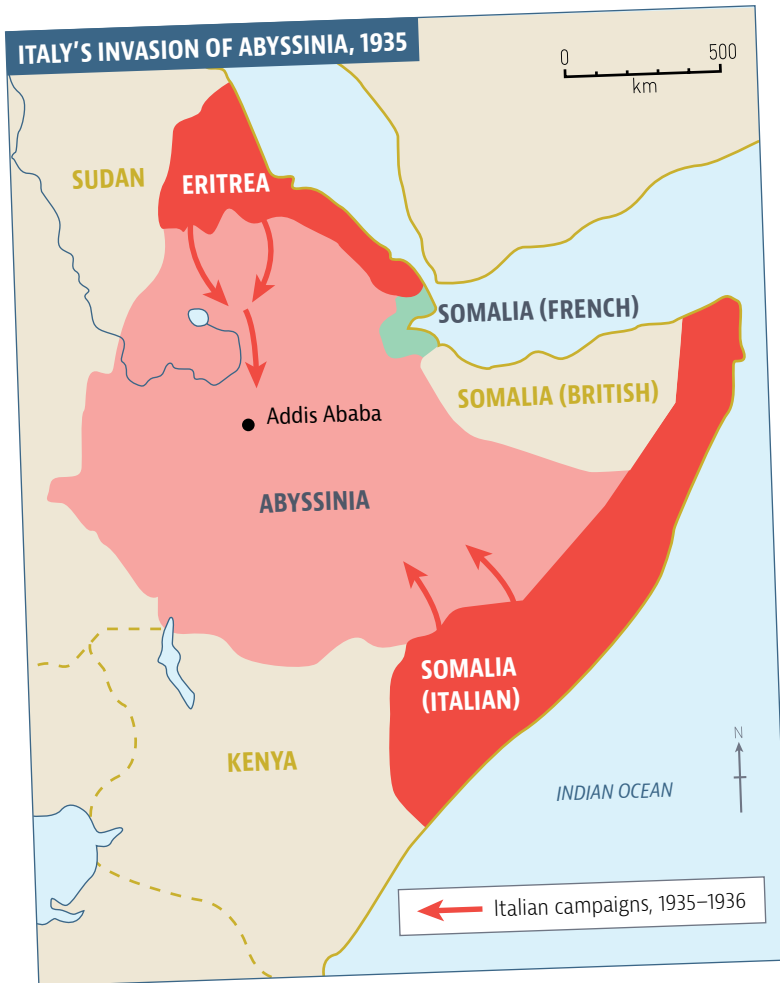 ITALY'S INVASION OF ABYSSINIA, 1935
0 500
km
SUDAN
ERITREA
SOMALIA (FRENCH)
SOMALIA (BRITISH)
Addis Ababa
ABYSSINIA
SOMALIA
(ITALIAN)
KENYA
N
INDIAN OCEAN
Italian campaigns, 1935–1936